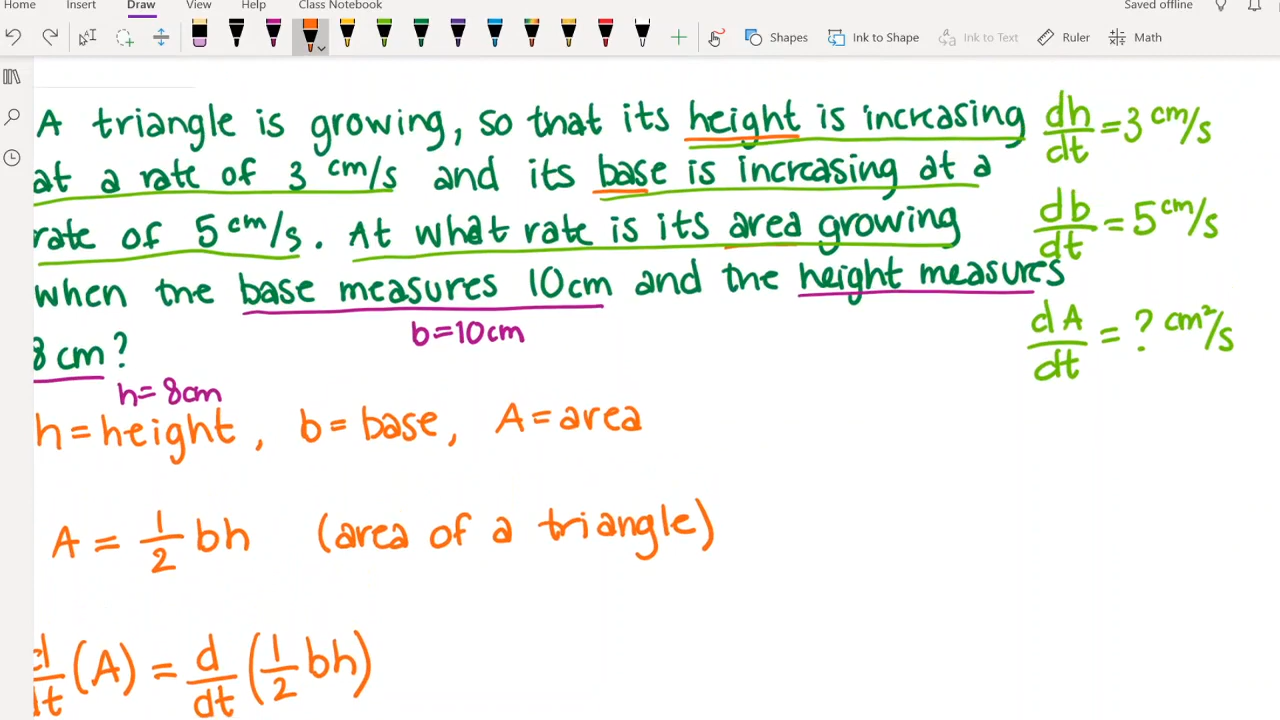 Home Insert Draw View Help Class Notebook Saved offline
Shapes Ink to Shape Ink to Text Ruler Math
A triangle is growing, so that its height is increasing
at a rate of 3 cm/s and its base is increasing at a
rate of 5 cm/s. At what rate is its area growing
when the base measures 10cm and the height measures
8 cm?
b=10cm
h=8cm
dh/dt = 3 cm/s
db/dt = 5 cm/s
dA/dt = ? cm²/s
h = height, b = base, A = area
A = 1/2 bh (area of a triangle)
d/dt (A) = d/dt (1/2 bh)